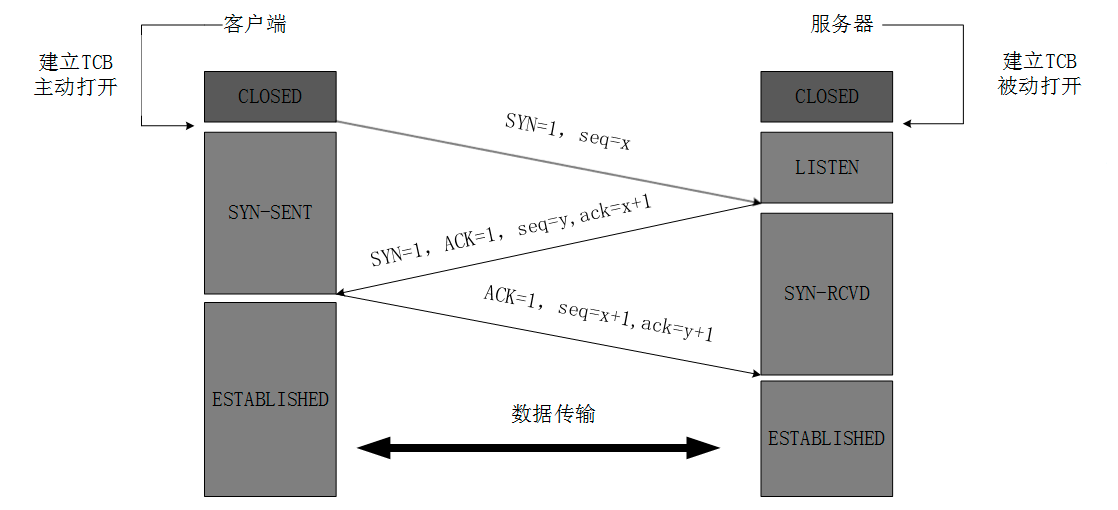 客户端
服务器
建立TCB
主动打开
建立TCB
被动打开
CLOSED
CLOSED
SYN=1, seq=x
LISTEN
SYN-SENT
SYN=1, ACK=1, seq=y,ack=x+1
SYN-RCVD
ACK=1, seq=x+1,ack=y+1
ESTABLISHED
数据传输
ESTABLISHED